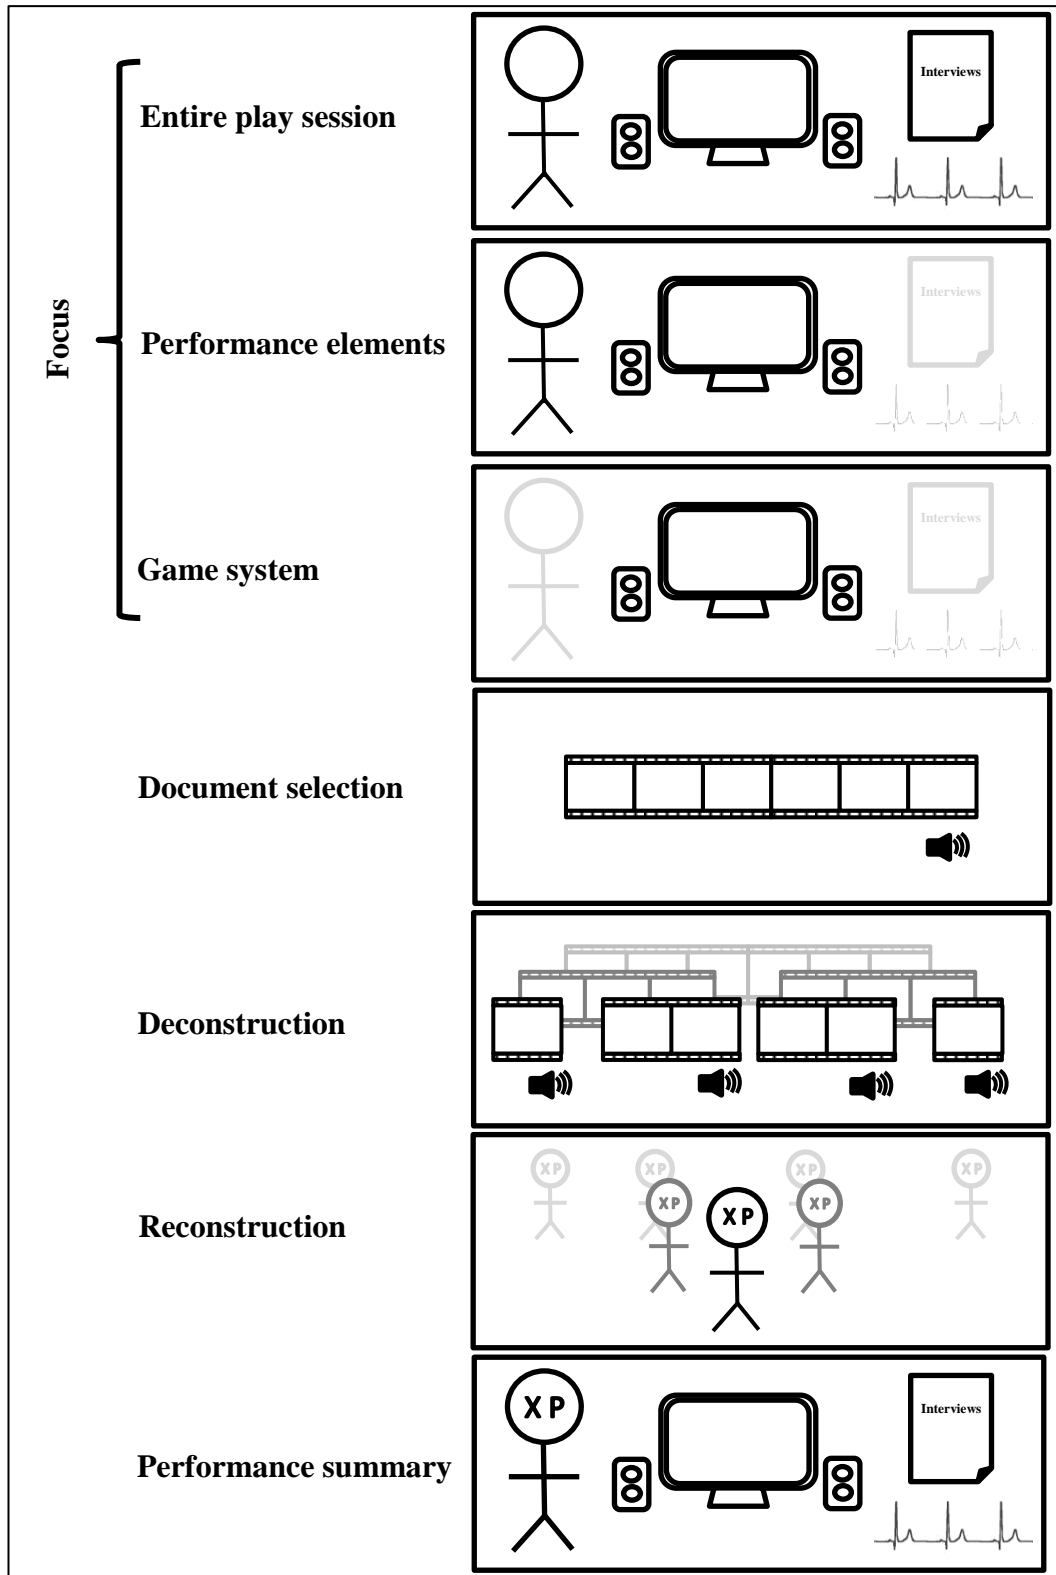 Focus
Entire play session
Interviews
Performance elements
Interviews
Game system
Interviews
Document selection
Deconstruction
Reconstruction
XP
XP
XP
XP
XP
XP
XP
Performance summary
XP
Interviews